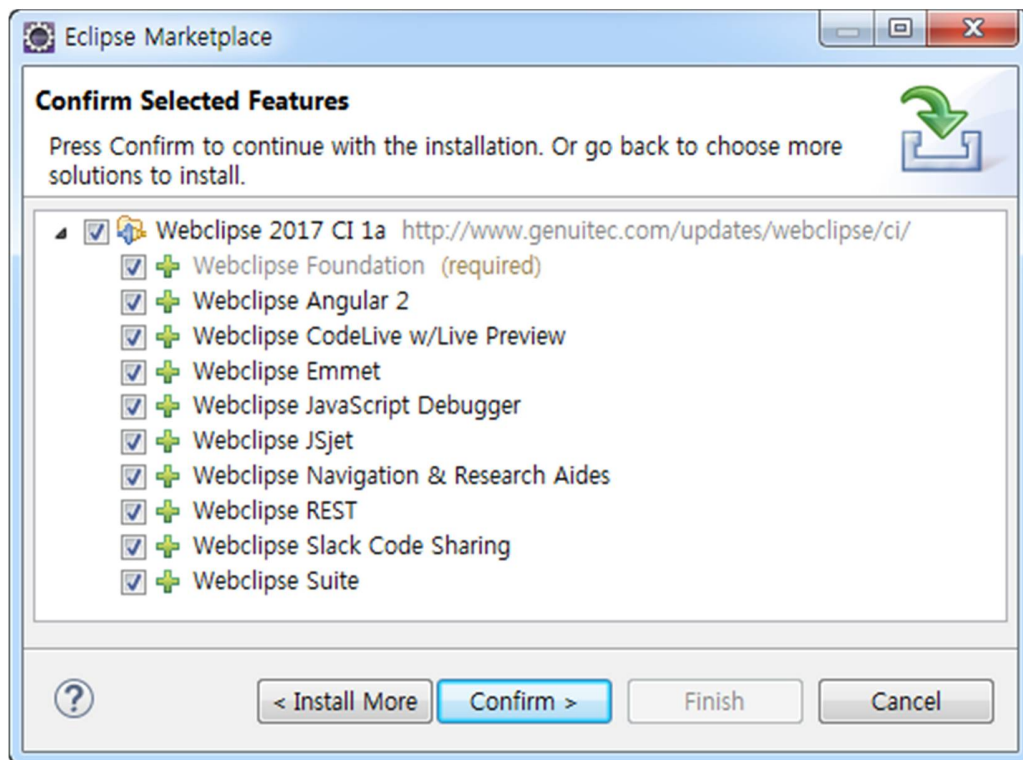 Eclipse Marketplace
Confirm Selected Features
Press Confirm to continue with the installation. Or go back to choose more
solutions to install.
Webclipse 2017 CI 1a http://www.genuitec.com/updates/webclipse/ci/
Webclipse Foundation (required)
Webclipse Angular 2
Webclipse CodeLive w/Live Preview
Webclipse Emmet
Webclipse JavaScript Debugger
Webclipse JSjet
Webclipse Navigation & Research Aides
Webclipse REST
Webclipse Slack Code Sharing
Webclipse Suite
? < Install More Confirm > Finish Cancel